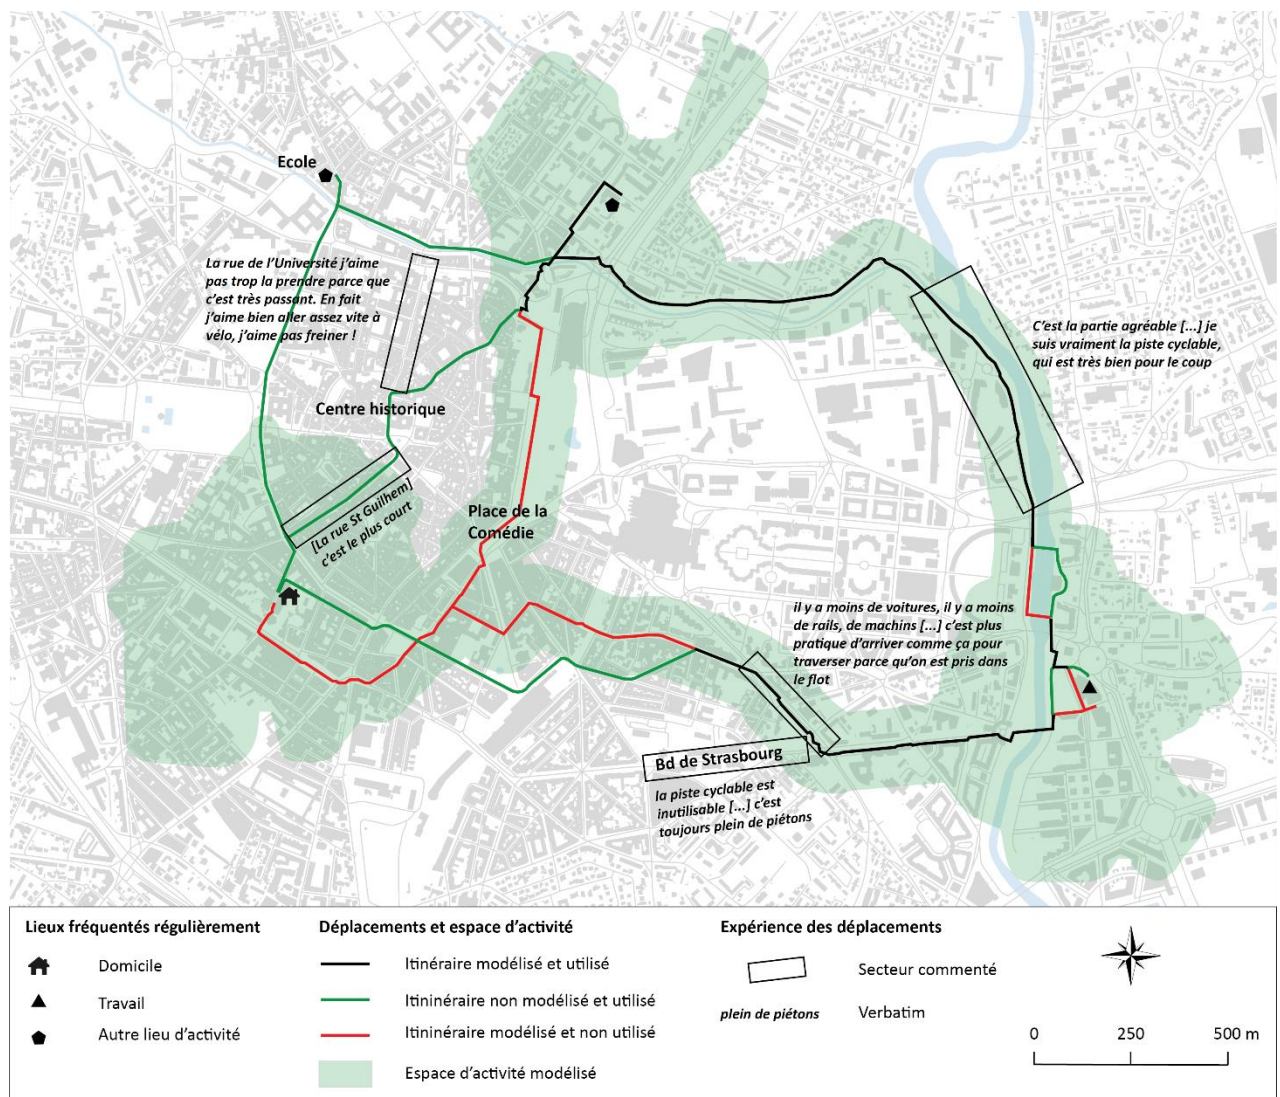 Ecole
La rue de l'Université j'aime
pas trop la prendre parce que
c'est très passant. En fait
j'aime bien aller assez vite à
vélo, j'aime pas freiner !
C'est la partie agréable [...] je
suis vraiment la piste cyclable,
qui est très bien pour le coup
Centre historique
[La rue St Guilhem]
c'est le plus court
Place de la
Comédie
il y a moins de voitures, il y a moins
de rails, de machins [...] c'est plus
pratique d'arriver comme ça pour
traverser parce qu'on est pris dans
le flot
Bd de Strasbourg
la piste cyclable est
inutilisable [...] c'est
toujours plein de piétons
Lieux fréquentés régulièrement
Domicile
Travail
Autre lieu d'activité
Déplacements et espace d'activité
Itinéraire modélisé et utilisé
Itininéraire non modélisé et utilisé
Itininéraire modélisé et non utilisé
Espace d'activité modélisé
Expérience des déplacements
Secteur commenté
plein de piétons Verbatim
0 250 500 m